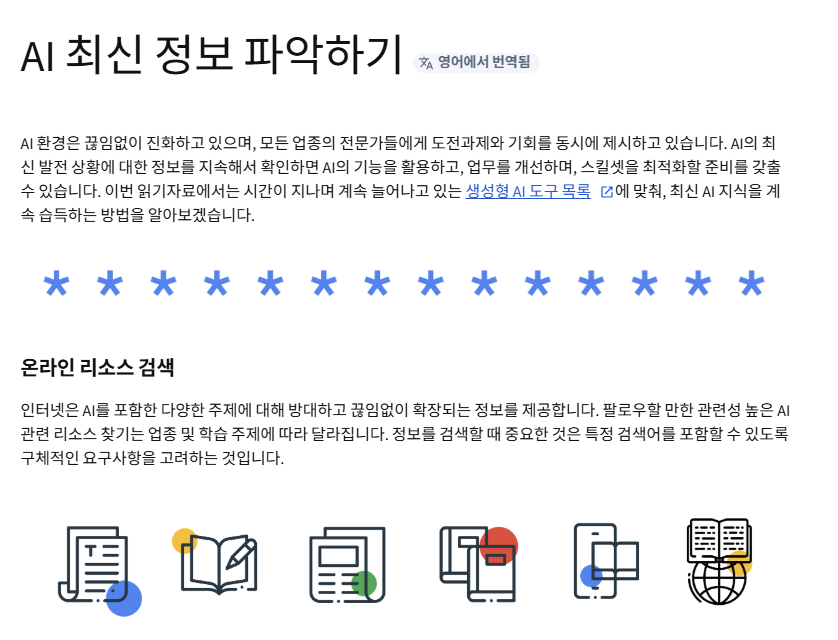 AI 최신 정보 파악하기 영어에서 번역됨
AI 환경은 끊임없이 진화하고 있으며, 모든 업종의 전문가들에게 도전과제와 기회를 동시에 제시하고 있습니다. AI의 최
신 발전 상황에 대한 정보를 지속해서 확인하면 AI의 기능을 활용하고, 업무를 개선하며, 스킬셋을 최적화할 준비를 갖출
수 있습니다. 이번 읽기자료에서는 시간이 지나며 계속 늘어나고 있는 생성형 AI 도구 목록 에 맞춰, 최신 AI 지식을 계
속 습득하는 방법을 알아보겠습니다.
* * * * * * * * * * * * * *
온라인 리소스 검색
인터넷은 AI를 포함한 다양한 주제에 대해 방대하고 끊임없이 확장되는 정보를 제공합니다. 팔로우할 만한 관련성 높은 AI
관련 리소스 찾기는 업종 및 학습 주제에 따라 달라집니다. 정보를 검색할 때 중요한 것은 특정 검색어를 포함할 수 있도록
구체적인 요구사항을 고려하는 것입니다.
T